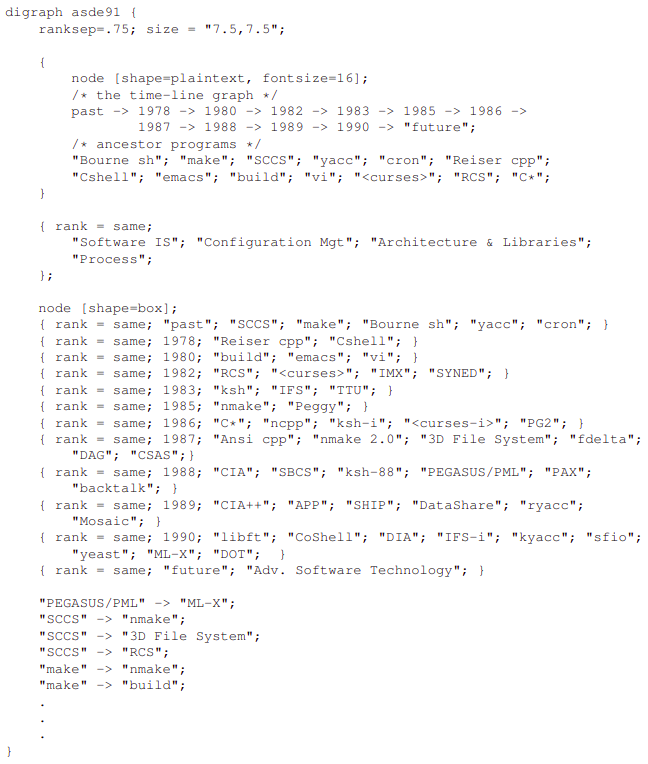 digraph asde91 {
ranksep=.75; size = "7.5,7.5";
{
node [shape=plaintext, fontsize=16];
/* the time-line graph */
past -> 1978 -> 1980 -> 1982 -> 1983 -> 1985 -> 1986 ->
1987 -> 1988 -> 1989 -> 1990 -> "future";
/* ancestor programs */
"Bourne sh"; "make"; "SCCS"; "yacc"; "cron"; "Reiser cpp";
"Cshell"; "emacs"; "build"; "vi"; "<curses>"; "RCS"; "C*";
}
{ rank = same;
"Software IS"; "Configuration Mgt"; "Architecture & Libraries";
"Process";
};
node [shape=box];
{ rank = same; "past"; "SCCS"; "make"; "Bourne sh"; "yacc"; "cron"; }
{ rank = same; 1978; "Reiser cpp"; "Cshell"; }
{ rank = same; 1980; "build"; "emacs"; "vi"; }
{ rank = same; 1982; "RCS"; "<curses>"; "IMX"; "SYNED"; }
{ rank = same; 1983; "ksh"; "IFS"; "TTU"; }
{ rank = same; 1985; "nmake"; "Peggy"; }
{ rank = same; 1986; "C*"; "ncpp"; "ksh-i"; "<curses-i>"; "PG2"; }
{ rank = same; 1987; "Ansi cpp"; "nmake 2.0"; "3D File System"; "fdelta";
"DAG"; "CSAS";}
{ rank = same; 1988; "CIA"; "SBCS"; "ksh-88"; "PEGASUS/PML"; "PAX";
"backtalk"; }
{ rank = same; 1989; "CIA++"; "APP"; "SHIP"; "DataShare"; "ryacc";
"Mosaic"; }
{ rank = same; 1990; "libft"; "CoShell"; "DIA"; "IFS-i"; "kyacc"; "sfio";
"yeast"; "ML-X"; "DOT"; }
{ rank = same; "future"; "Adv. Software Technology"; }
"PEGASUS/PML" -> "ML-X";
"SCCS" -> "nmake";
"SCCS" -> "3D File System";
"SCCS" -> "RCS";
"make" -> "nmake";
"make" -> "build";
.
.
.
}